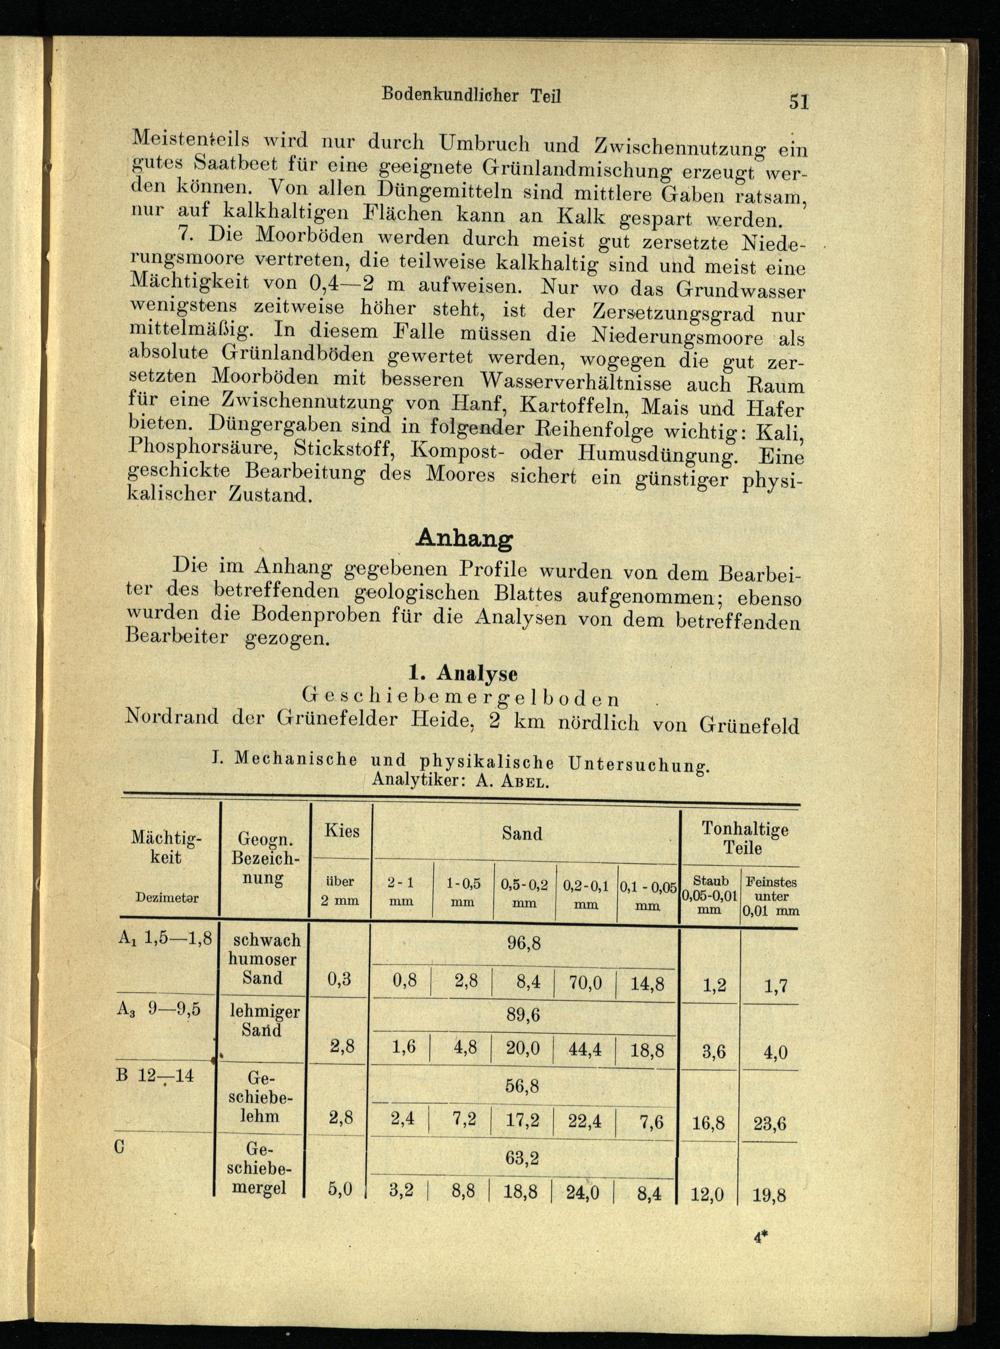 Bodenkundlicher Teil 51
Meistenteils wird nur durch Umbruch und Zwischennutzung ein
gutes Saatbeet für eine geeignete Grünlandmischung erzeugt wer-
den können. Von allen Düngemitteln sind mittlere Gaben ratsam,
nur auf kalkhaltigen Flächen kann an Kalk gespart werden.
7. Die Moorböden werden durch meist gut zersetzte Niede-
rungsmoore vertreten, die teilweise kalkhaltig sind und meist eine
Mächtigkeit von 0,4—2 m aufweisen. Nur wo das Grundwasser
wenigstens zeitweise höher steht, ist der Zersetzungsgrad nur
mittelmäßig. In diesem Falle müssen die Niederungsmoore als
absolute Grünlandböden gewertet werden, wogegen die gut zer-
setzten Moorböden mit besseren Wasserverhältnisse auch Raum
für eine Zwischennutzung von Hanf, Kartoffeln, Mais und Hafer
bieten. Düngergaben sind in folgender Reihenfolge wichtig: Kali,
Phosphorsäure, Stickstoff, Kompost- oder Humusdüngung. Eine
geschickte Bearbeitung des Moores sichert ein günstiger physi-
kalischer Zustand.
Anhang
Die im Anhang gegebenen Profile wurden von dem Bearbei-
ter des betreffenden geologischen Blattes aufgenommen; ebenso
wurden die Bodenproben für die Analysen von dem betreffenden
Bearbeiter gezogen.
1. Analyse
Geschiebemergelboden
Nordrand der Grünefelder Heide, 2 km nördlich von Grünefeld
I. Mechanische und physikalische Untersuchung.
Analytiker: A. ABEL.
Mächtig-
keit
Dezimeter
Geogn.
Bezeich-
nung
Kies
über
2 mm
Sand
2-1
mm
1-0,5
mm
0,5-0,2
mm
0,2-0,1
mm
0,1 - 0,05
mm
Tonhaltige
Teile
Staub
0,05-0,01
mm
Feinstes
unter
0,01 mm
A₁ 1,5—1,8 schwach 96,8
humoser
Sand 0,3 0,8 2,8 8,4 70,0 14,8 1,2 1,7
A₃ 9—9,5 lehmiger 89,6
Sand
2,8 1,6 4,8 20,0 44,4 18,8 3,6 4,0
B 12—14 Ge- 56,8
schiebe-
lehm 2,8 2,4 7,2 17,2 22,4 7,6 16,8 23,6
C Ge- 63,2
schiebe-
mergel 5,0 3,2 8,8 18,8 24,0 8,4 12,0 19,8
4*